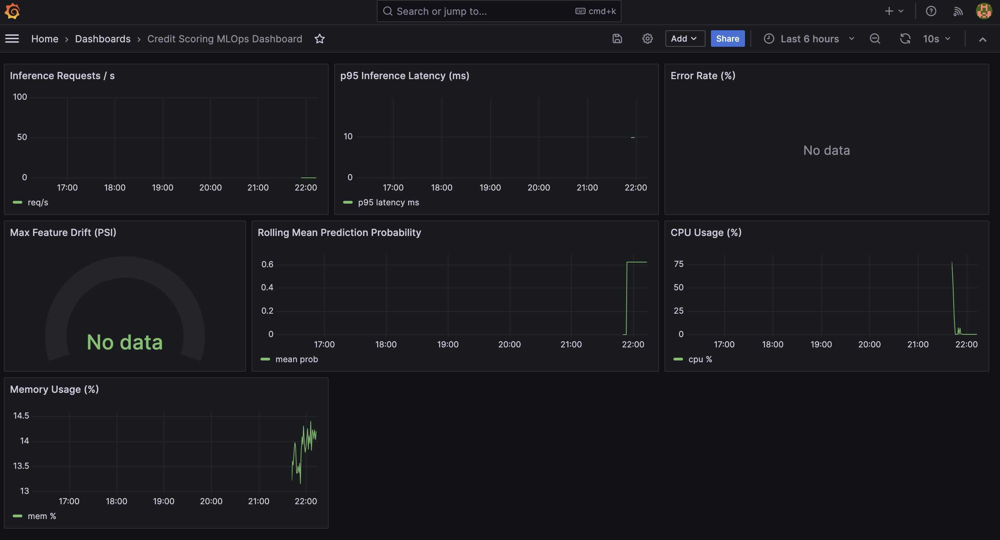 Search or jump to...
cmd+k
Home › Dashboards › Credit Scoring MLOps Dashboard
Add
Share
Last 6 hours
10s
Inference Requests / s
100
50
0
17:00 18:00 19:00 20:00 21:00 22:00
req/s
p95 Inference Latency (ms)
10
0
17:00 18:00 19:00 20:00 21:00 22:00
p95 latency ms
Error Rate (%)
No data
Max Feature Drift (PSI)
No data
Rolling Mean Prediction Probability
0.6
0.4
0.2
0
17:00 18:00 19:00 20:00 21:00 22:00
mean prob
CPU Usage (%)
75
50
25
0
17:00 18:00 19:00 20:00 21:00 22:00
cpu %
Memory Usage (%)
14.5
14
13.5
13
17:00 18:00 19:00 20:00 21:00 22:00
mem %